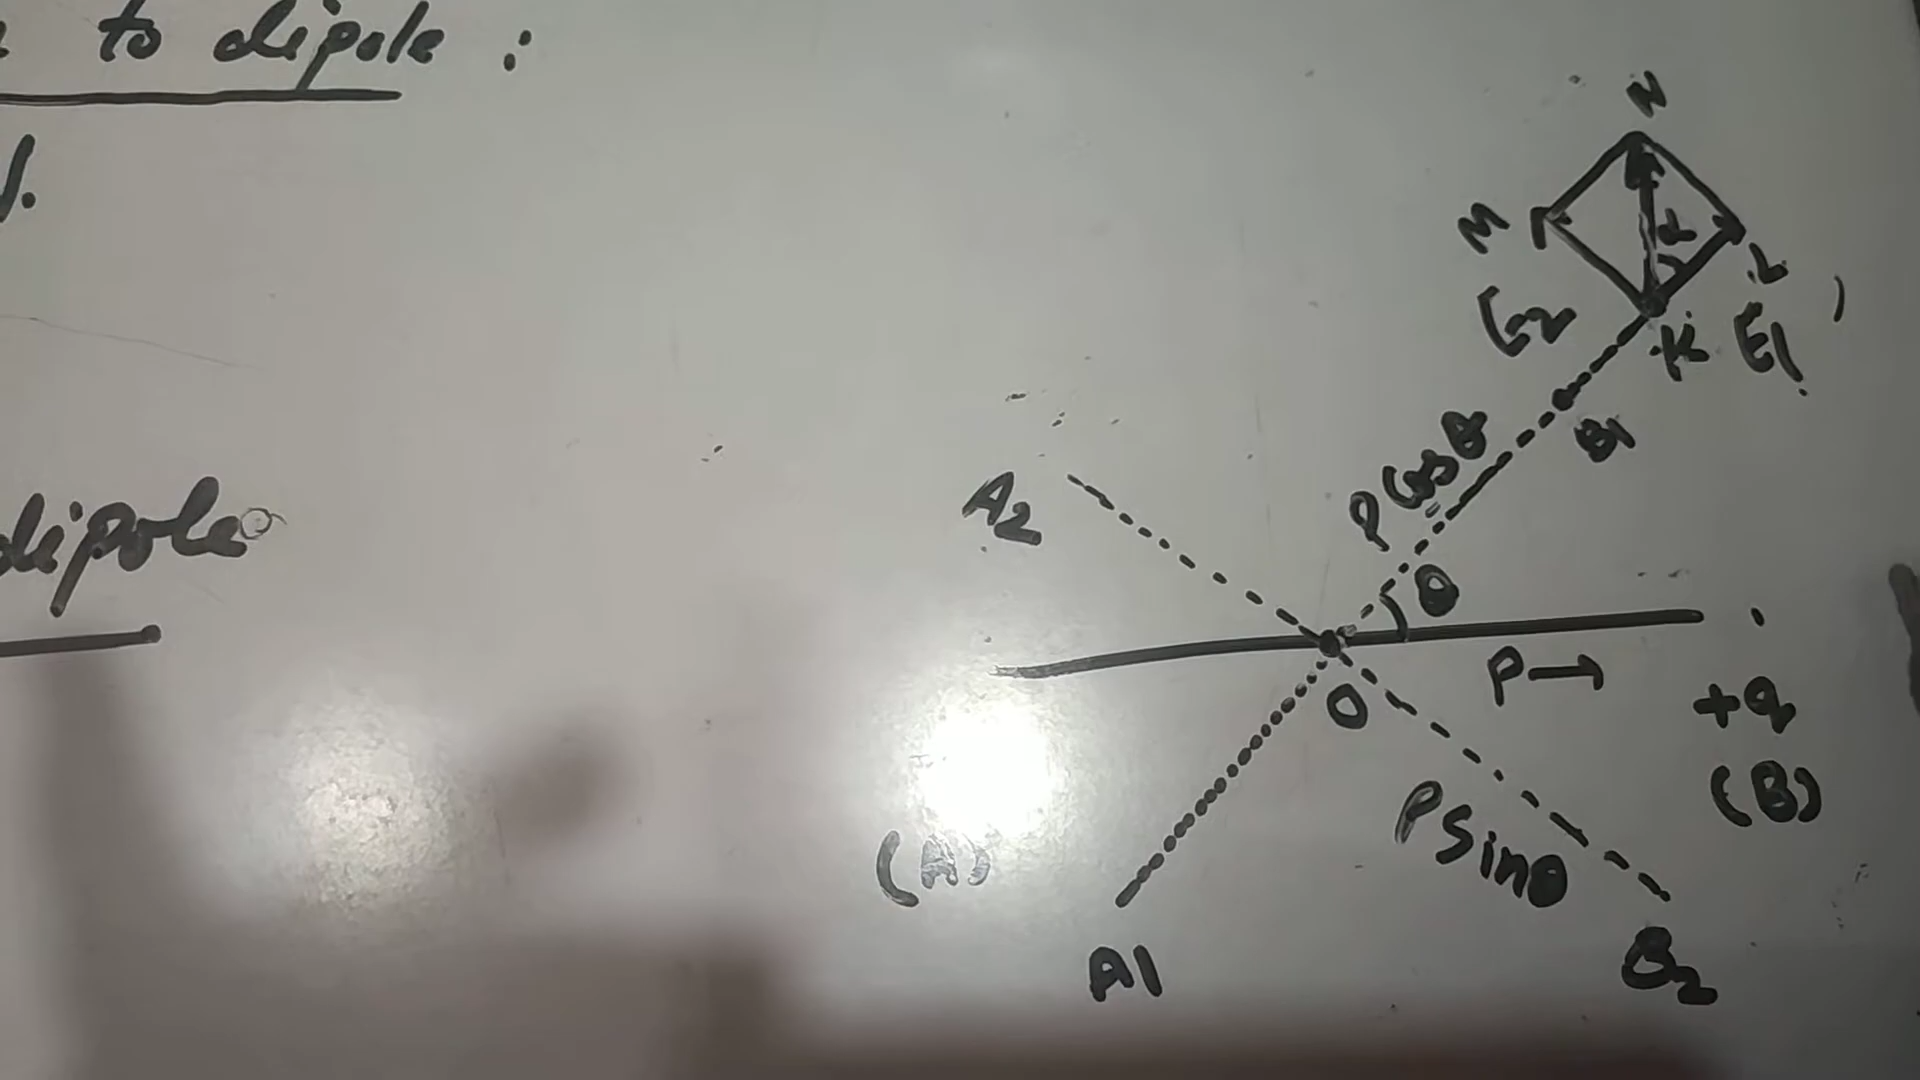 to dipole :
N
M
L
α
K
E1
E2
B1
P Cosθ
A2
θ
P→
O
+q
(B)
P Sinθ
dipole
(A)
A1
B2